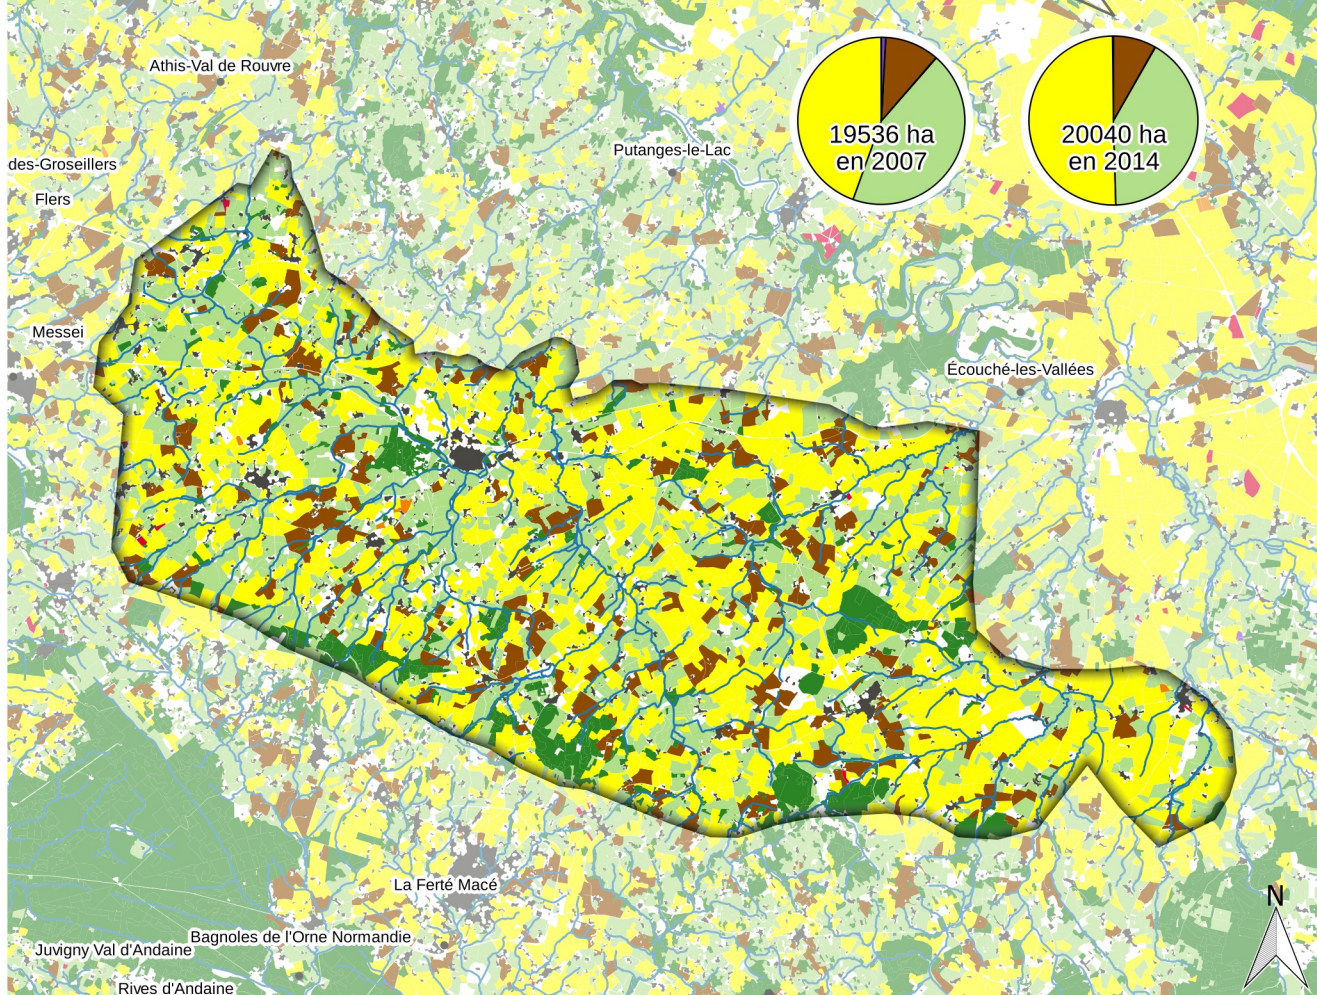 Athis-Val de Rouvre
19536 ha
en 2007
20040 ha
en 2014
Putanges-le-Lac
des-Groseillers
Flers
Messei
Écouché-les-Vallées
La Ferté Macé
N
Bagnoles de l'Orne Normandie
Juvigny Val d'Andaine
Rives d'Andaine